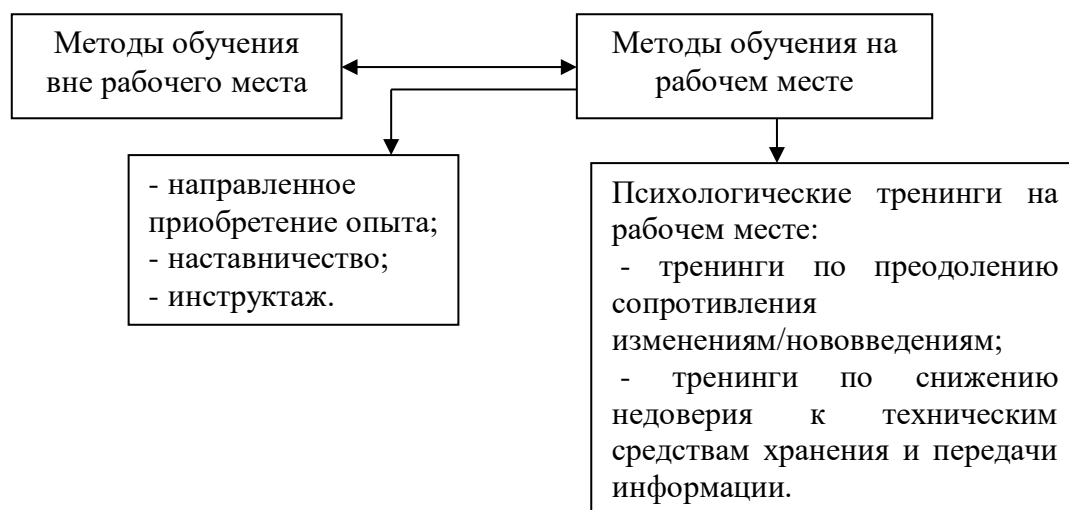 Методы обучения
вне рабочего места
Методы обучения на
рабочем месте
- направленное
приобретение опыта;
- наставничество;
- инструктаж.
Психологические тренинги на
рабочем месте:
- тренинги по преодолению
сопротивления
изменениям/нововведениям;
- тренинги по снижению
недоверия к техническим
средствам хранения и передачи
информации.